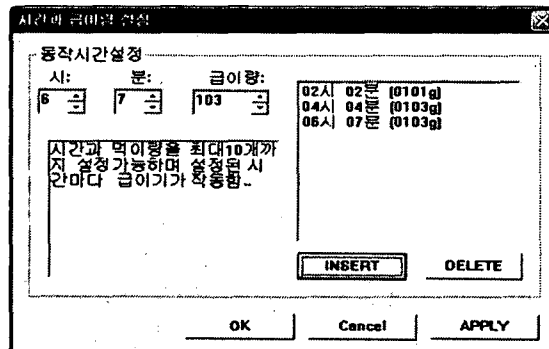 시간과 급이량 설정
동작시간설정
시: 분: 급이량:
6 7 103
시간과 먹이량을 최대10개까
지 설정가능하며 설정된 시
간마다 급이기가 작동함..
02시 02분 (0101g)
04시 04분 (0103g)
06시 07분 (0103g)
INSERT DELETE
OK Cancel APPLY